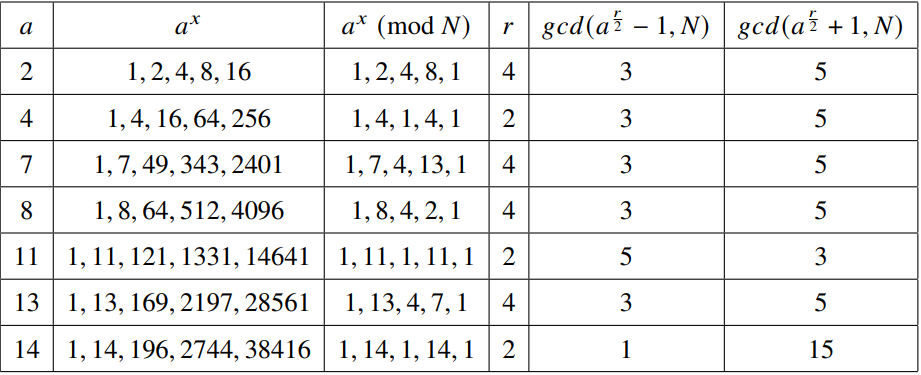 a a^x a^x (mod N) r gcd(a^{r/2} − 1, N) gcd(a^{r/2} + 1, N)
2 1, 2, 4, 8, 16 1, 2, 4, 8, 1 4 3 5
4 1, 4, 16, 64, 256 1, 4, 1, 4, 1 2 3 5
7 1, 7, 49, 343, 2401 1, 7, 4, 13, 1 4 3 5
8 1, 8, 64, 512, 4096 1, 8, 4, 2, 1 4 3 5
11 1, 11, 121, 1331, 14641 1, 11, 1, 11, 1 2 5 3
13 1, 13, 169, 2197, 28561 1, 13, 4, 7, 1 4 3 5
14 1, 14, 196, 2744, 38416 1, 14, 1, 14, 1 2 1 15